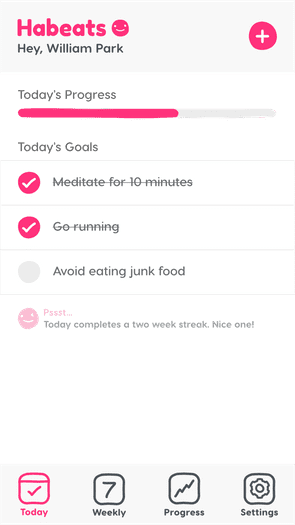 Habeats
Hey, William Park
Today's Progress
Today's Goals
Meditate for 10 minutes
Go running
Avoid eating junk food
Pssst...
Today completes a two week streak. Nice one!
7
Today Weekly Progress Settings